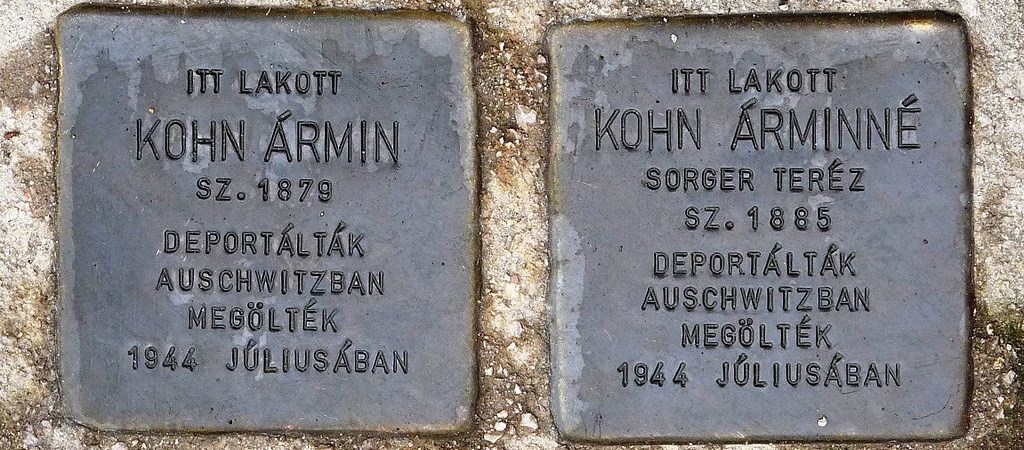 ITT LAKOTT
KOHN ÁRMIN
SZ. 1879
DEPORTÁLTÁK
AUSCHWITZBAN
MEGÖLTÉK
1944 JÚLIUSÁBAN
ITT LAKOTT
KOHN ÁRMINNÉ
SORGER TERÉZ
SZ. 1885
DEPORTÁLTÁK
AUSCHWITZBAN
MEGÖLTÉK
1944 JÚLIUSÁBAN